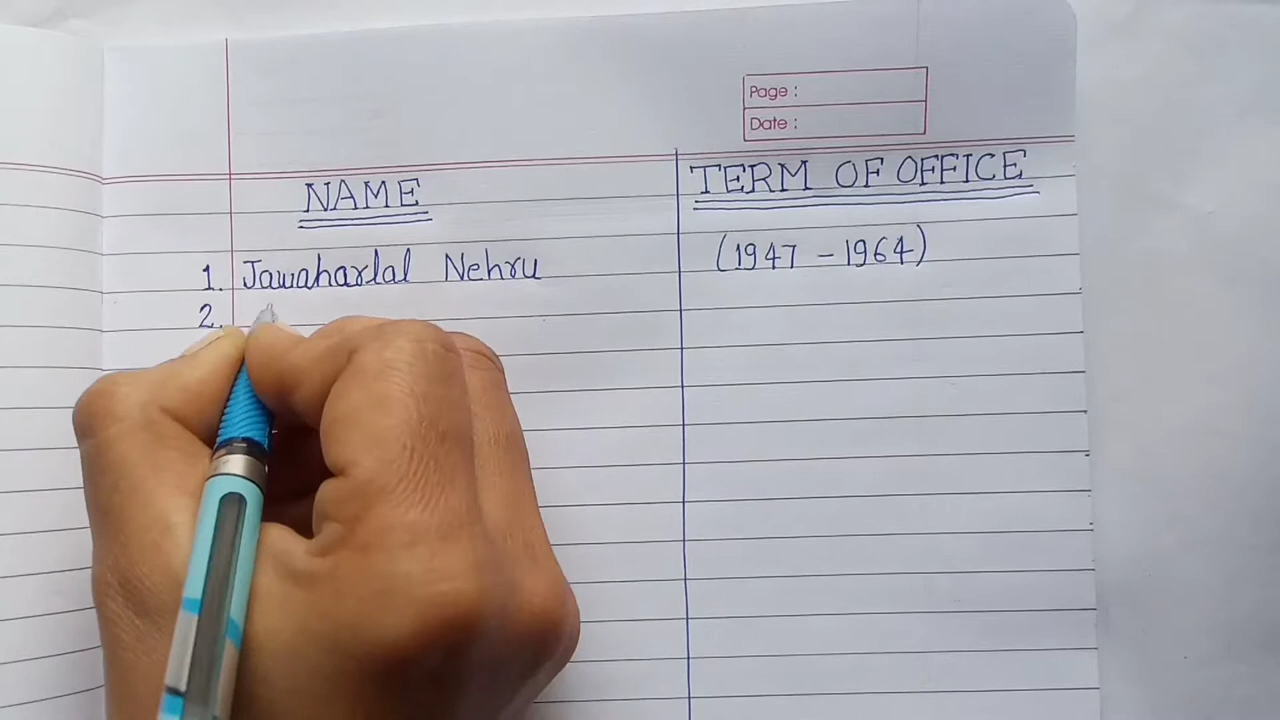 Page :
Date :
NAME
TERM OF OFFICE
1. Jawaharlal Nehru
(1947 - 1964)
2.